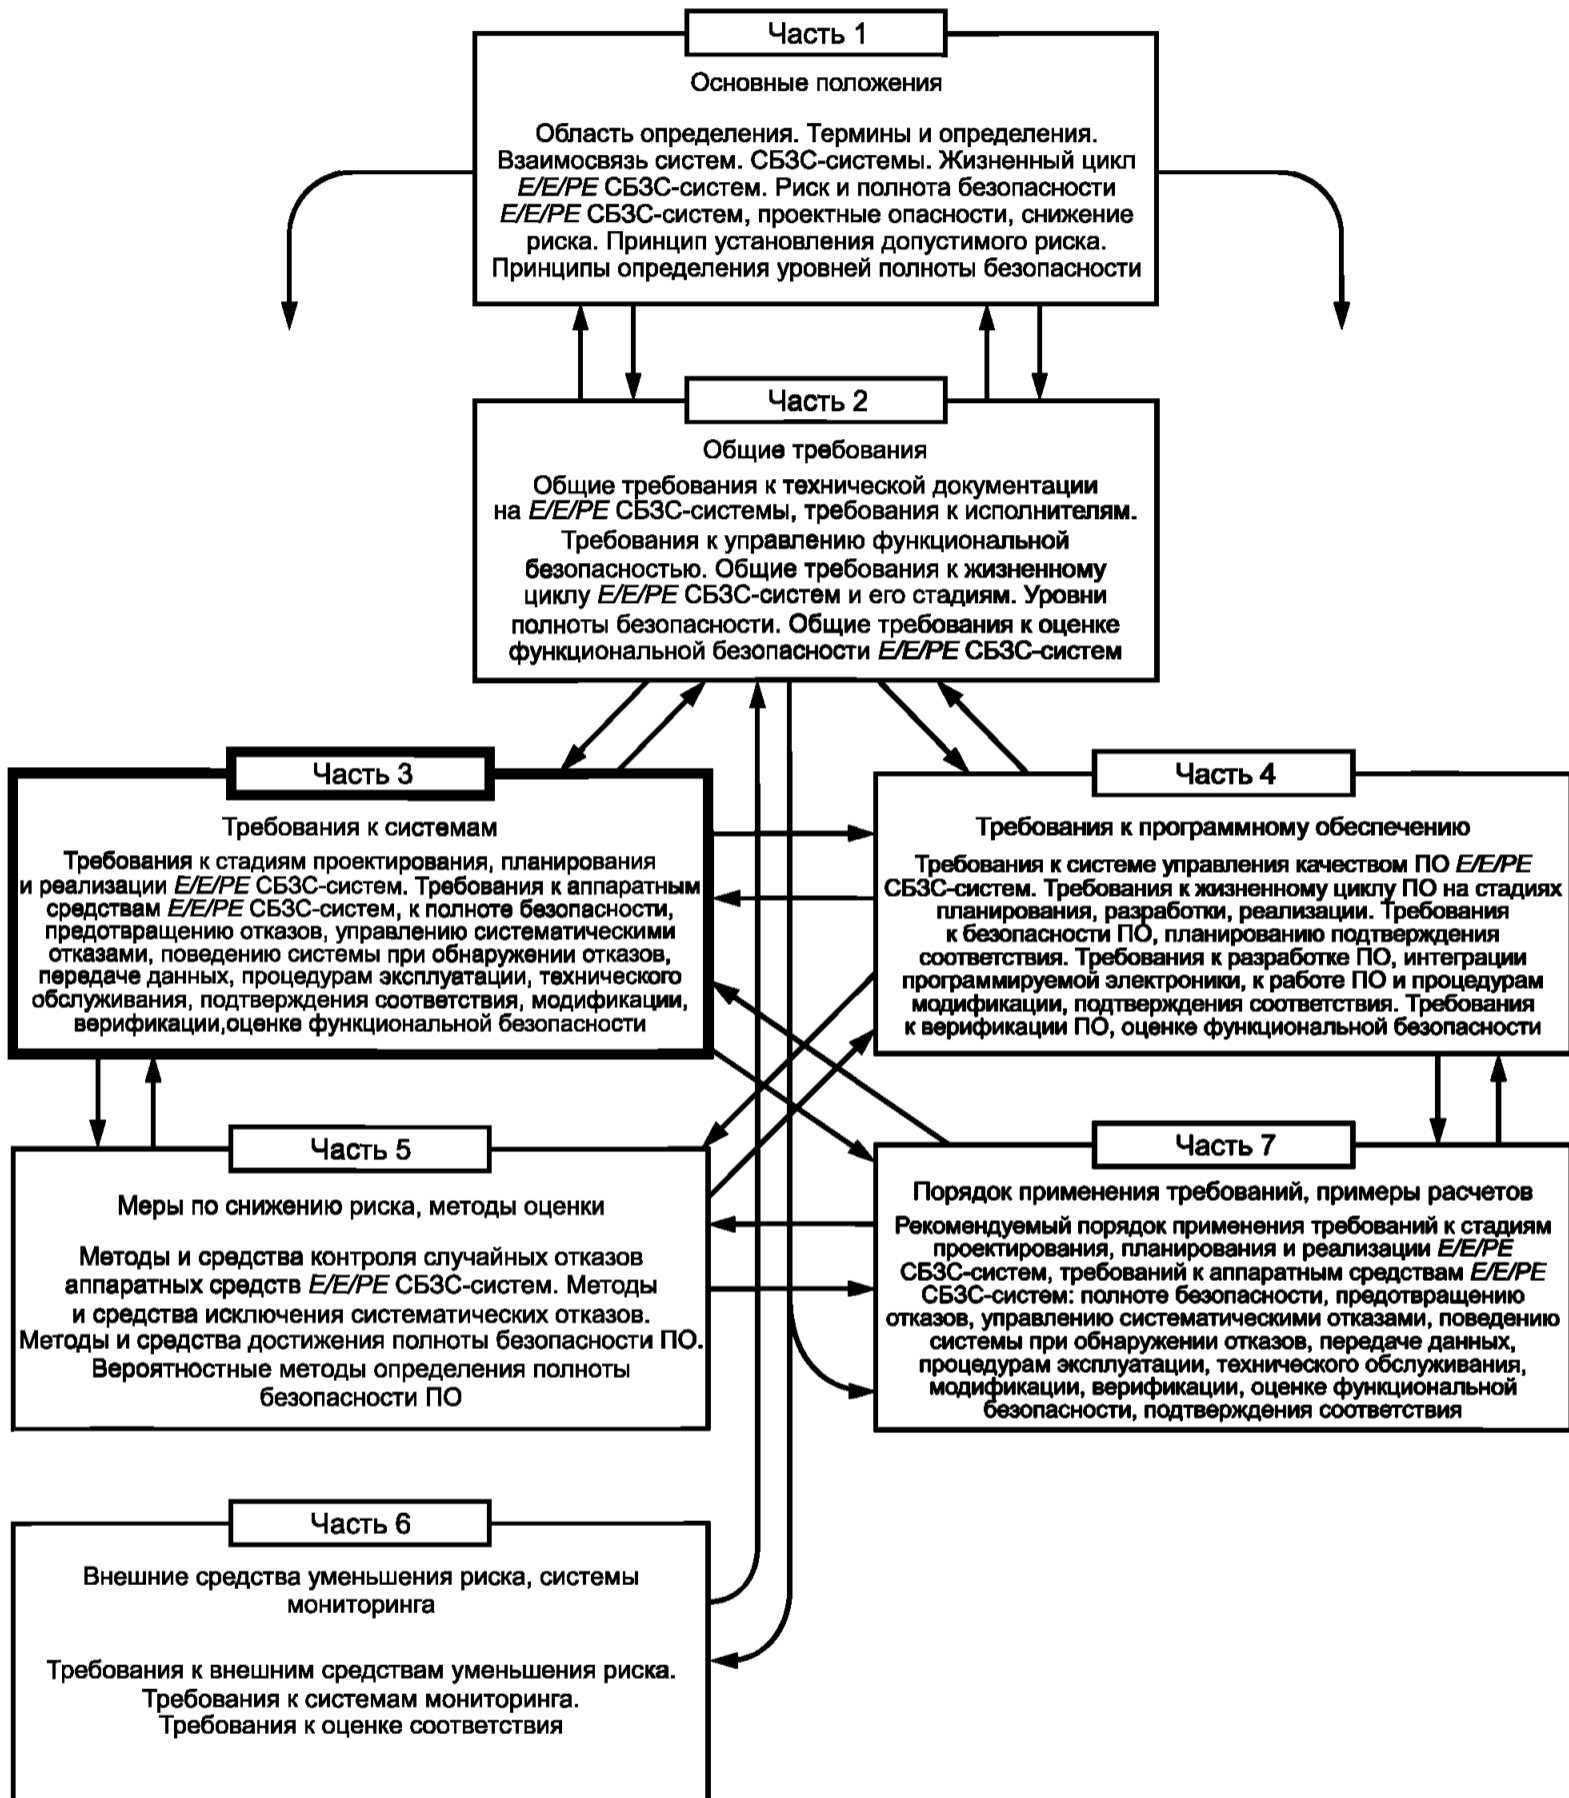 Часть 1
Основные положения
Область определения. Термины и определения.
Взаимосвязь систем. СБЗС-системы. Жизненный цикл
E/E/PE СБЗС-систем. Риск и полнота безопасности
E/E/PE СБЗС-систем, проектные опасности, снижение
риска. Принцип установления допустимого риска.
Принципы определения уровней полноты безопасности
Часть 2
Общие требования
Общие требования к технической документации
на E/E/PE СБЗС-системы, требования к исполнителям.
Требования к управлению функциональной
безопасностью. Общие требования к жизненному
циклу E/E/PE СБЗС-систем и его стадиям. Уровни
полноты безопасности. Общие требования к оценке
функциональной безопасности E/E/PE СБЗС-систем
Часть 3
Требования к системам
Требования к стадиям проектирования, планирования
и реализации E/E/PE СБЗС-систем. Требования к аппаратным
средствам E/E/PE СБЗС-систем, к полноте безопасности,
предотвращению отказов, управлению систематическими
отказами, поведению системы при обнаружении отказов,
передаче данных, процедурам эксплуатации, технического
обслуживания, подтверждения соответствия, модификации,
верификации,оценке функциональной безопасности
Часть 4
Требования к программному обеспечению
Требования к системе управления качеством ПО E/E/PE
СБЗС-систем. Требования к жизненному циклу ПО на стадиях
планирования, разработки, реализации. Требования
к безопасности ПО, планированию подтверждения
соответствия. Требования к разработке ПО, интеграции
программируемой электроники, к работе ПО и процедурам
модификации, подтверждения соответствия. Требования
к верификации ПО, оценке функциональной безопасности
Часть 5
Меры по снижению риска, методы оценки
Методы и средства контроля случайных отказов
аппаратных средств E/E/PE СБЗС-систем. Методы
и средства исключения систематических отказов.
Методы и средства достижения полноты безопасности ПО.
Вероятностные методы определения полноты
безопасности ПО
Часть 7
Порядок применения требований, примеры расчетов
Рекомендуемый порядок применения требований к стадиям
проектирования, планирования и реализации E/E/PE
СБЗС-систем, требований к аппаратным средствам E/E/PE
СБЗС-систем: полноте безопасности, предотвращению
отказов, управлению систематическими отказами, поведению
системы при обнаружении отказов, передаче данных,
процедурам эксплуатации, технического обслуживания,
модификации, верификации, оценке функциональной
безопасности, подтверждения соответствия
Часть 6
Внешние средства уменьшения риска, системы
мониторинга
Требования к внешним средствам уменьшения риска.
Требования к системам мониторинга.
Требования к оценке соответствия